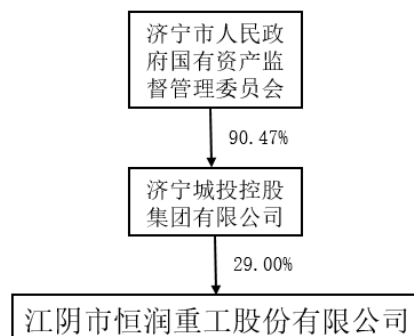 济宁市人民政
府国有资产监
督管理委员会
90.47%
济宁城投控股
集团有限公司
29.00%
江阴市恒润重工股份有限公司